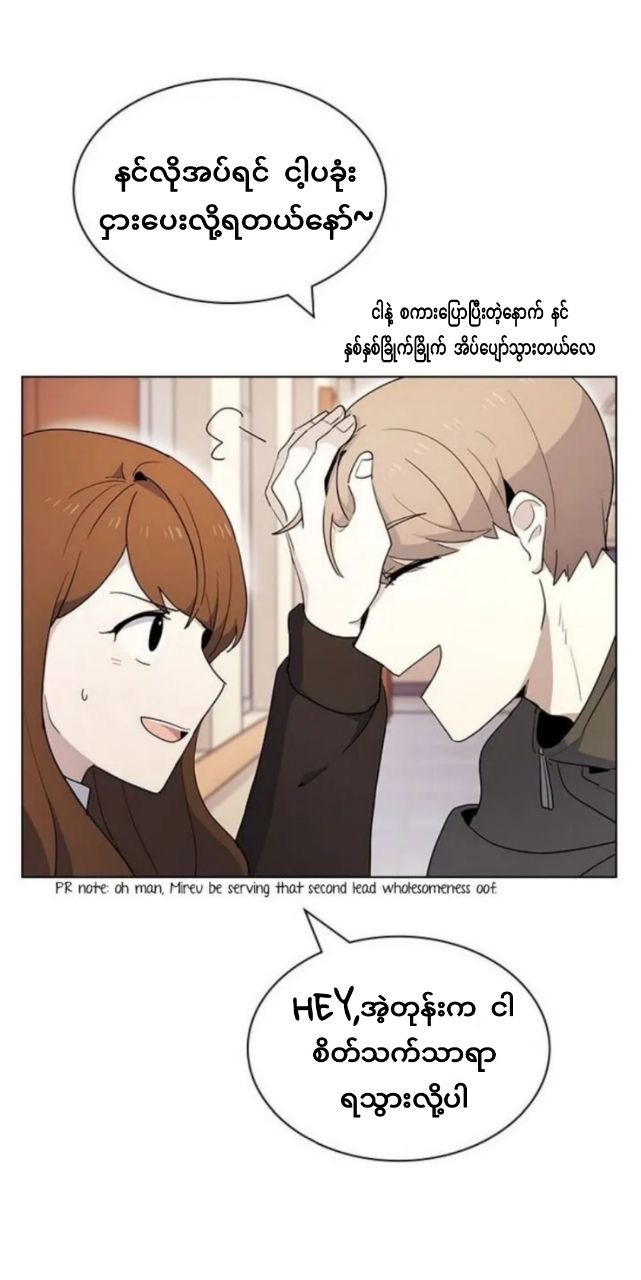 နင်လိုအပ်ရင် ငါ့ပခုံး
ငှားပေးလို့ရတယ်နော်~
ငါနဲ့ စကားပြောပြီးတဲ့နောက် နင်
နှစ်နှစ်ခြိုက်ခြိုက် အိပ်ပျော်သွားတယ်လေ
PR note: oh man, Mireu be serving that second lead wholesomeness oof.
HEY,အဲ့တုန်းက ငါ
စိတ်သက်သာရာ
ရသွားလို့ပါ